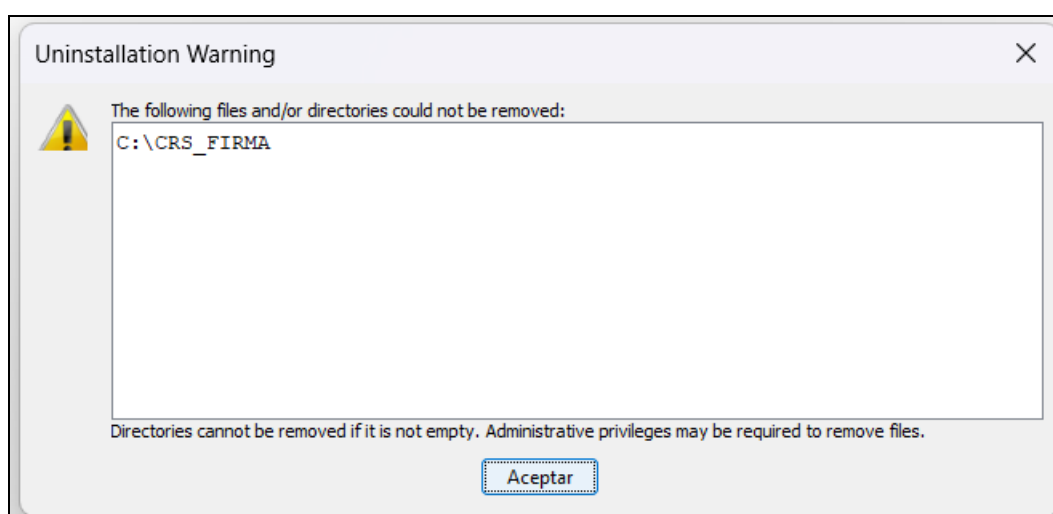 Uninstallation Warning
The following files and/or directories could not be removed:
C:\CRS_FIRMA
Directories cannot be removed if it is not empty. Administrative privileges may be required to remove files.
Aceptar